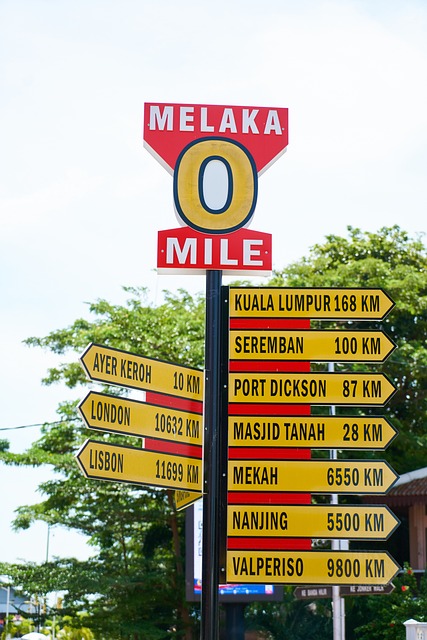 MELAKA
0
MILE
KUALA LUMPUR 168 KM
SEREMBAN 100 KM
PORT DICKSON 87 KM
MASJID TANAH 28 KM
MEKAH 6550 KM
NANJING 5500 KM
VALPERISO 9800 KM
AYER KEROH 10 KM
LONDON 10632 KM
LISBON 11699 KM